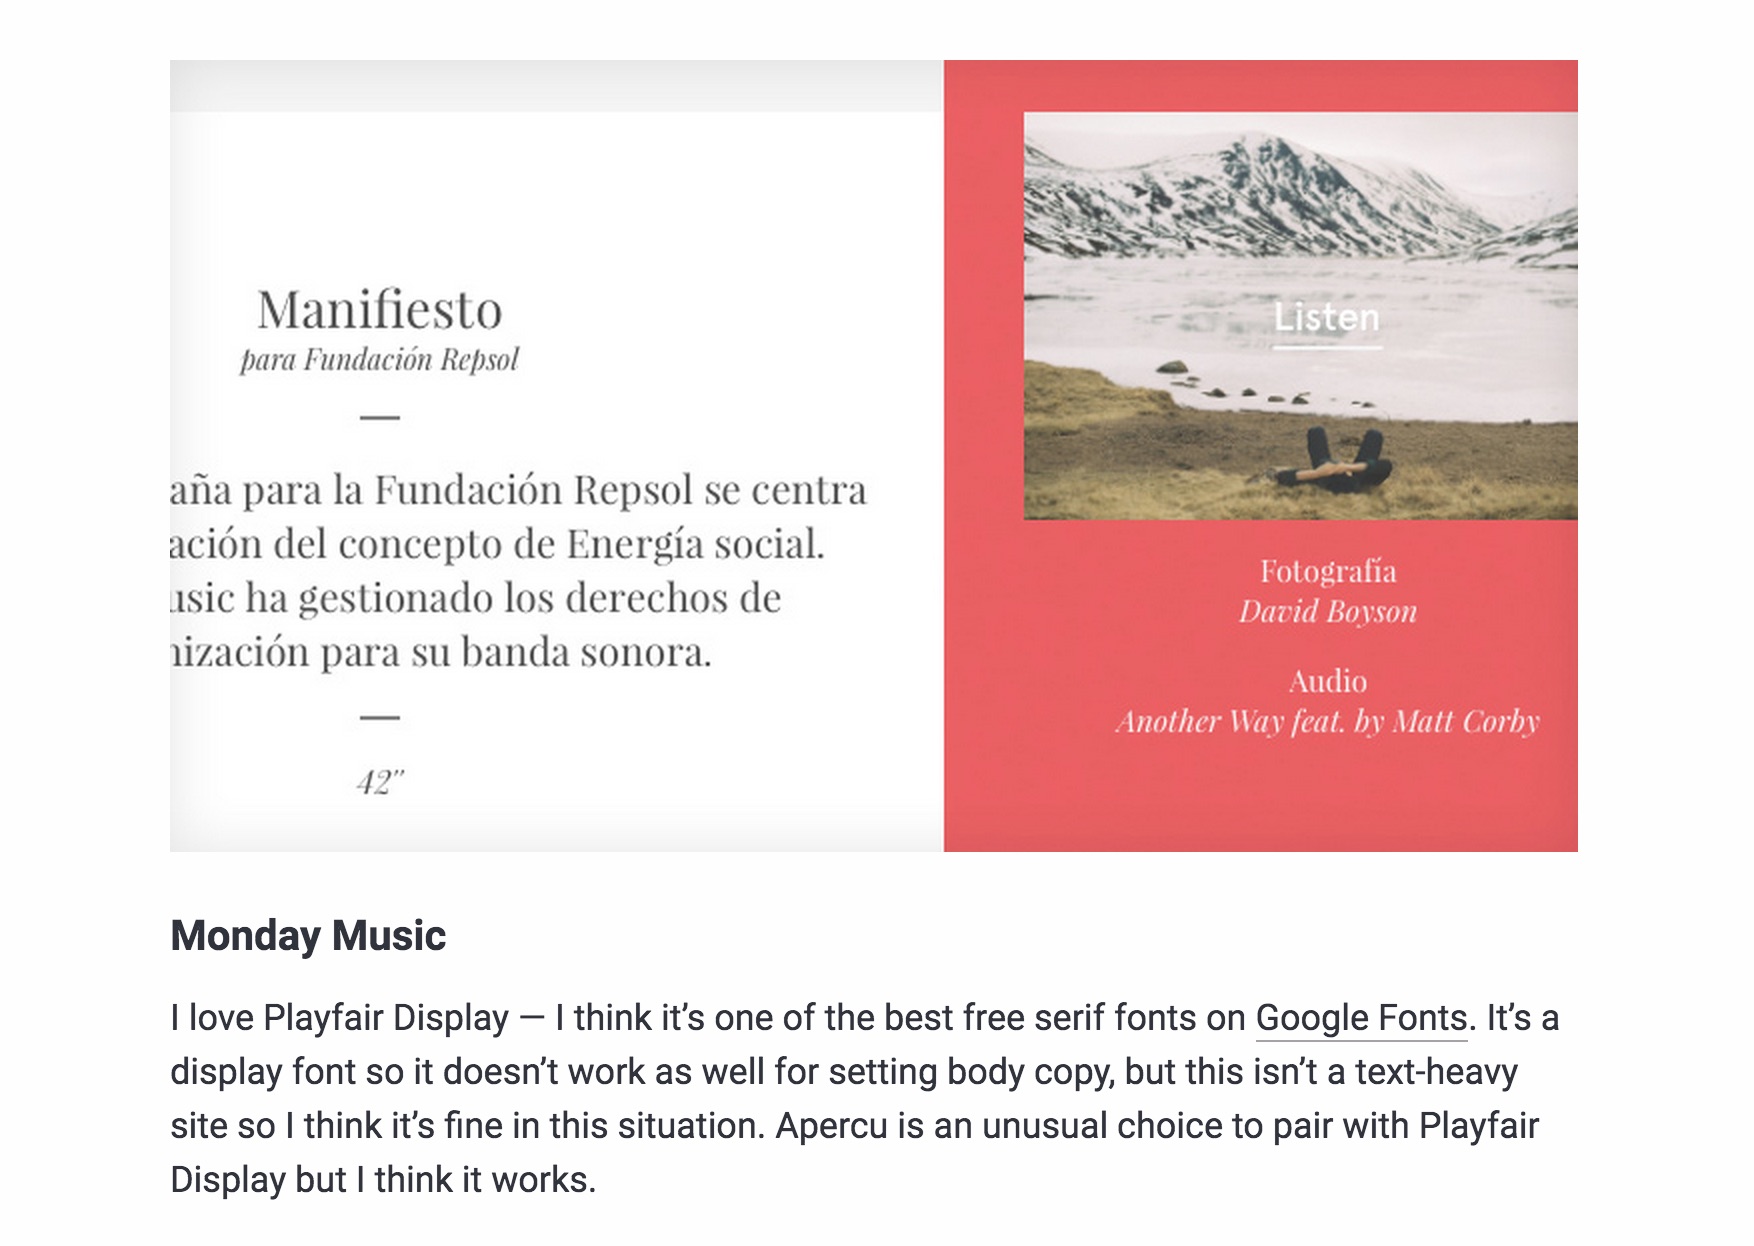 Manifiesto
para Fundación Repsol
—
aña para la Fundación Repsol se centra
ación del concepto de Energía social.
usic ha gestionado los derechos de
nización para su banda sonora.
—
42”
Listen
Fotografía
David Boyson
Audio
Another Way feat. by Matt Corby
Monday Music
I love Playfair Display — I think it’s one of the best free serif fonts on Google Fonts. It’s a
display font so it doesn’t work as well for setting body copy, but this isn’t a text-heavy
site so I think it’s fine in this situation. Apercu is an unusual choice to pair with Playfair
Display but I think it works.